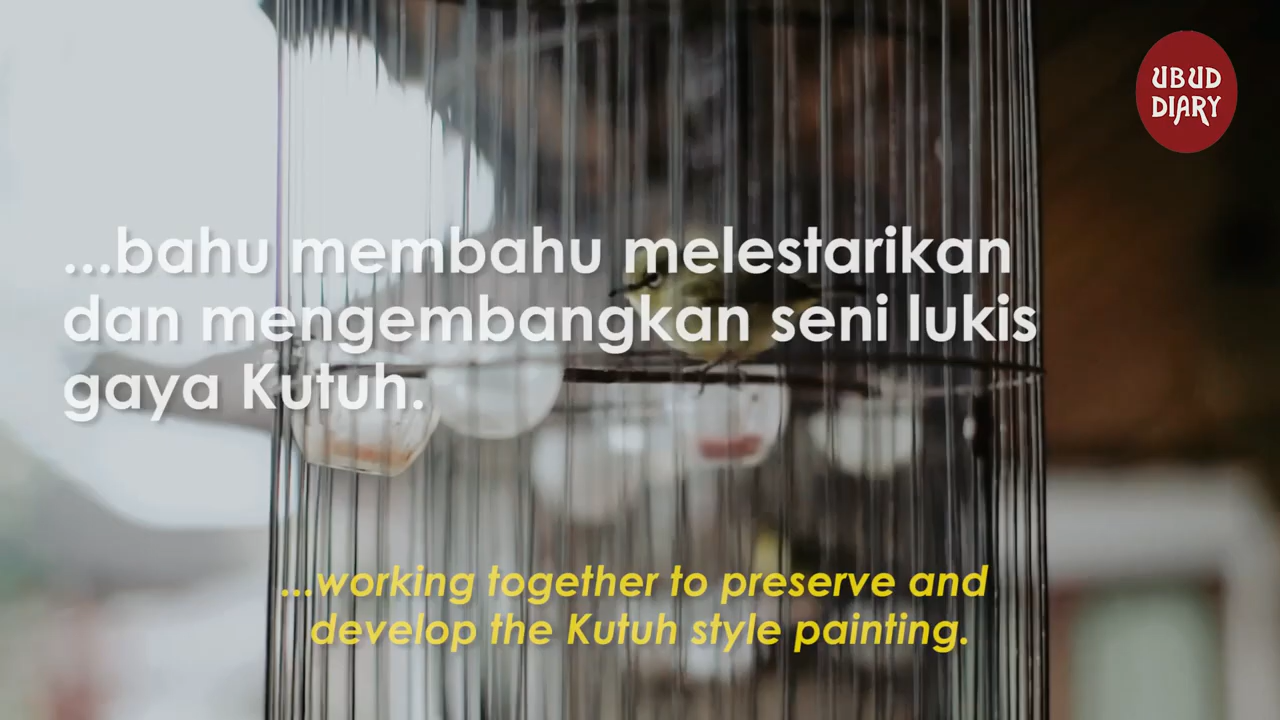 UBUD
DIARY
...bahu membahu melestarikan
dan mengembangkan seni lukis
gaya Kutuh.
...working together to preserve and
develop the Kutuh style painting.